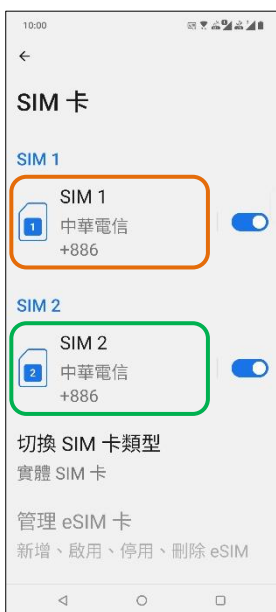 10:00
SIM 卡
SIM 1
SIM 1
1
中華電信
+886
SIM 2
SIM 2
2
中華電信
+886
切換 SIM 卡類型
實體 SIM 卡
管理 eSIM 卡
新增、啟用、停用、刪除 eSIM